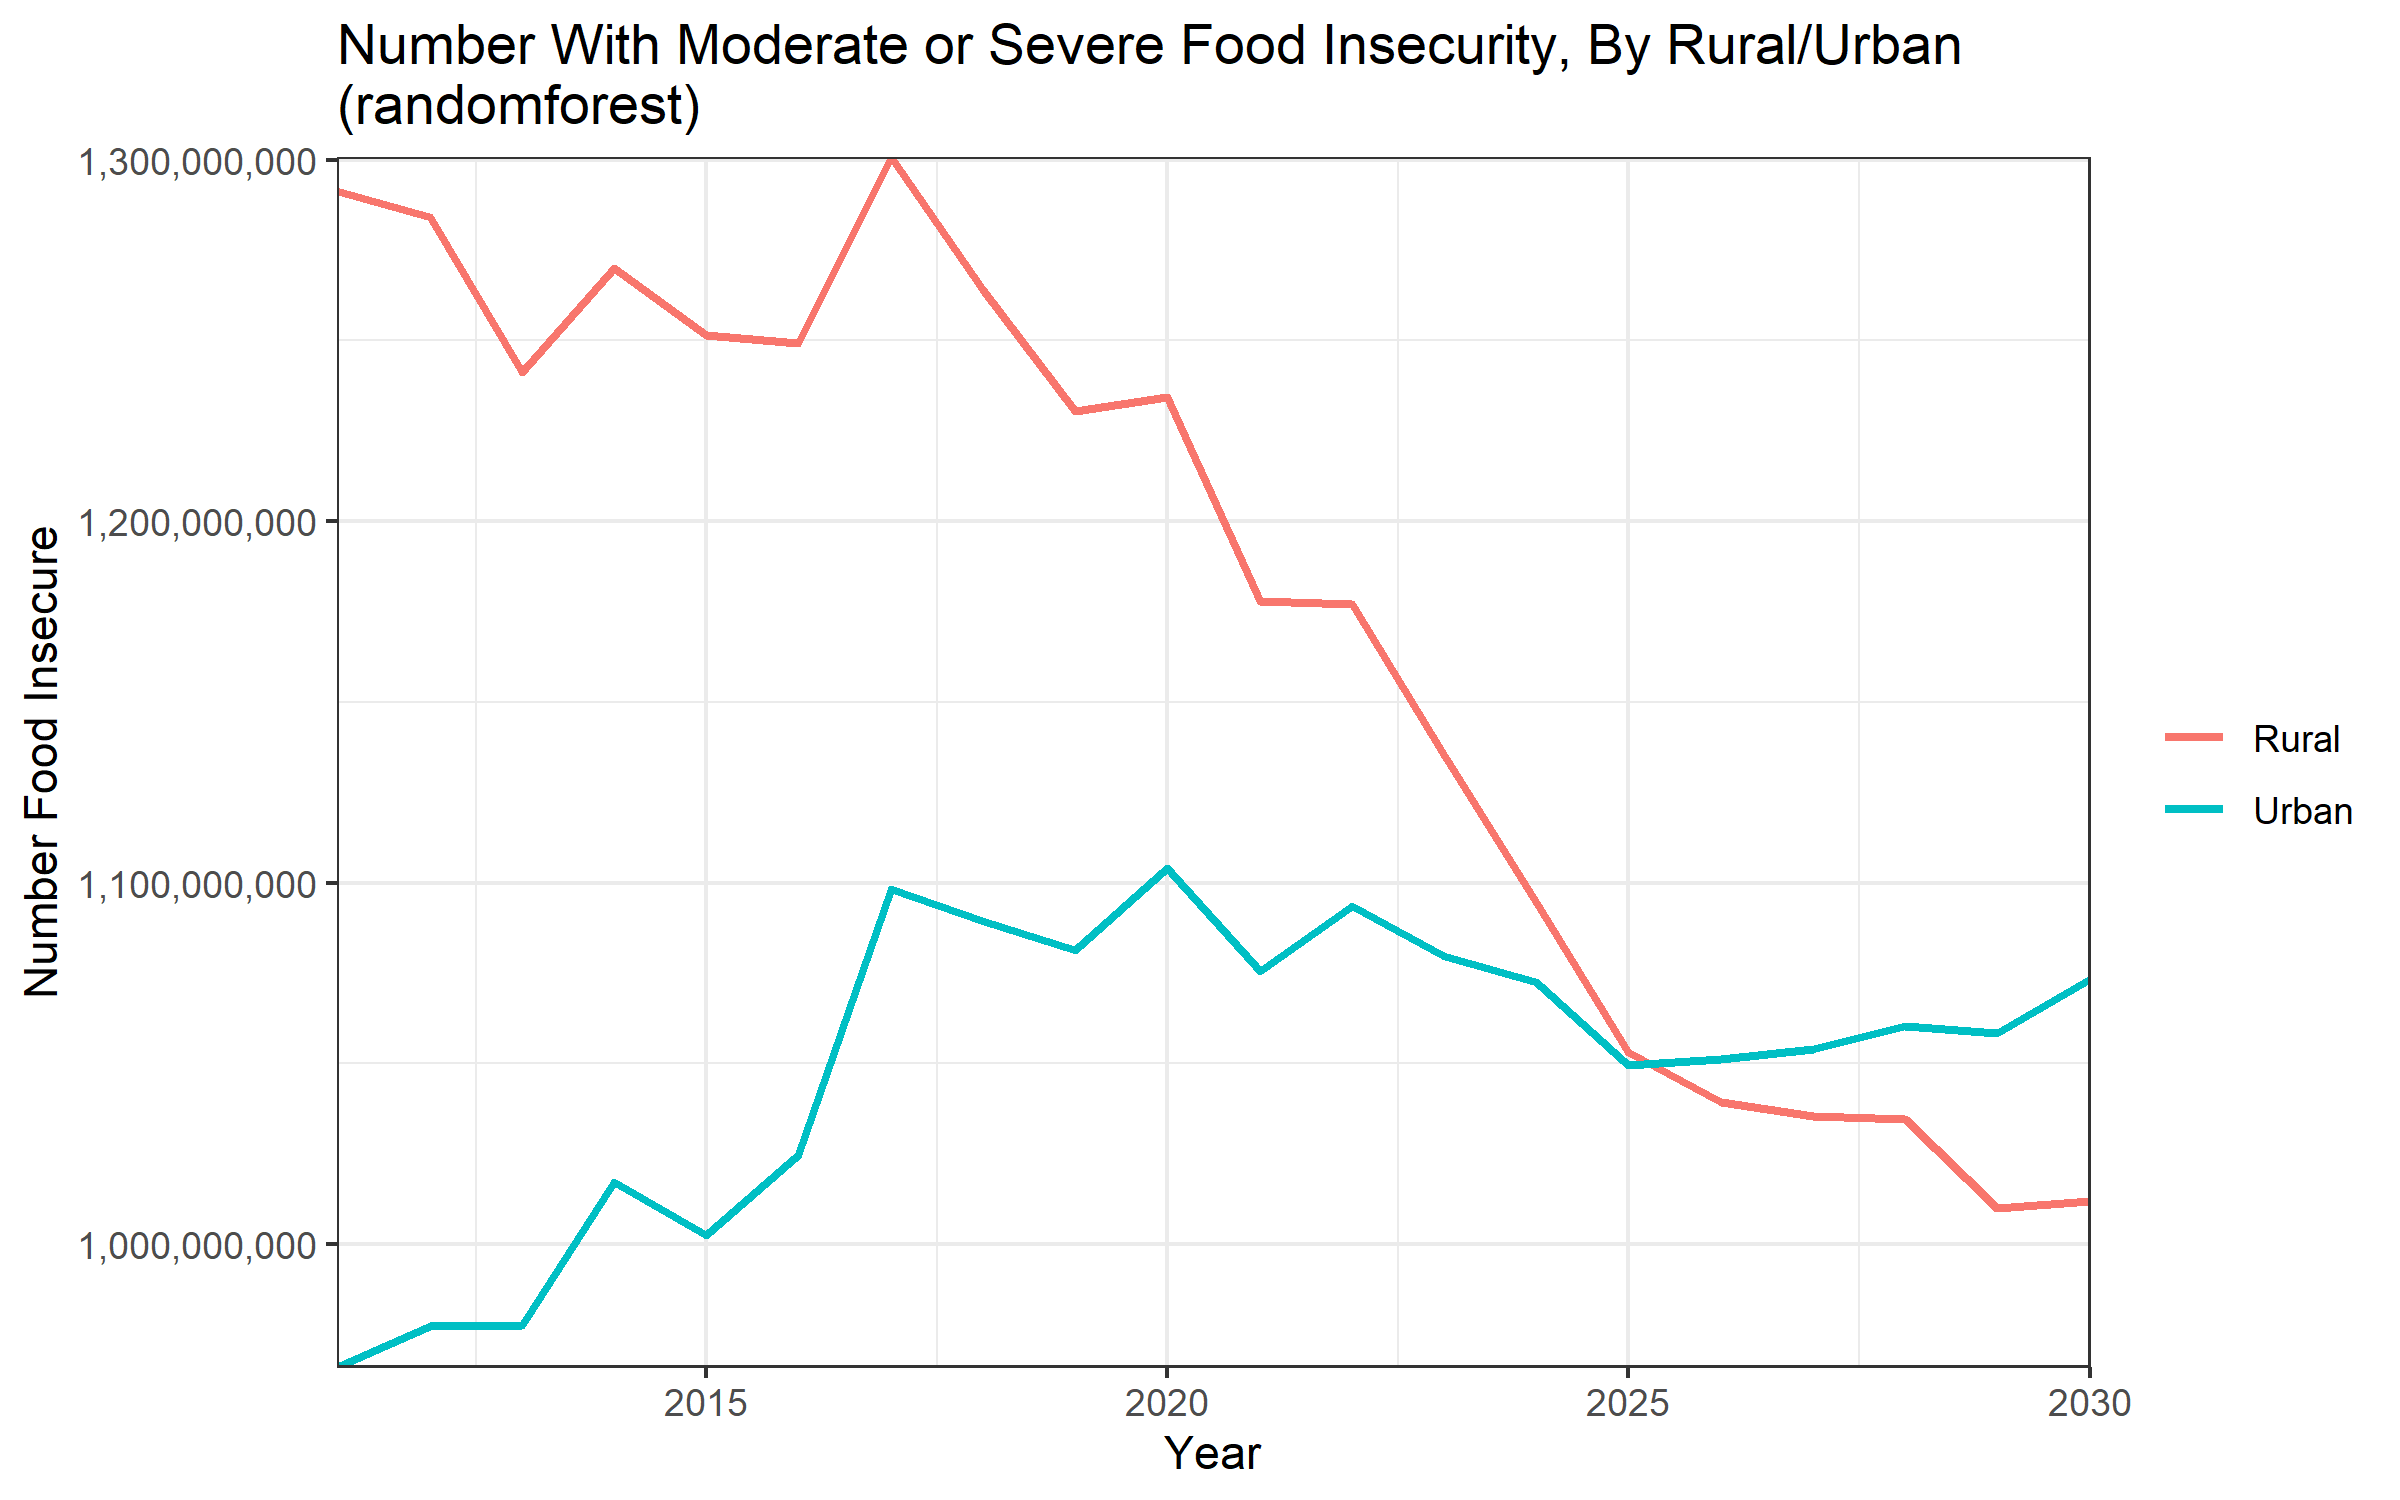 Number With Moderate or Severe Food Insecurity, By Rural/Urban
(randomforest)
1,300,000,000
1,200,000,000
1,100,000,000
1,000,000,000
Number Food Insecure
2015
2020
2025
2030
Year
Rural
Urban